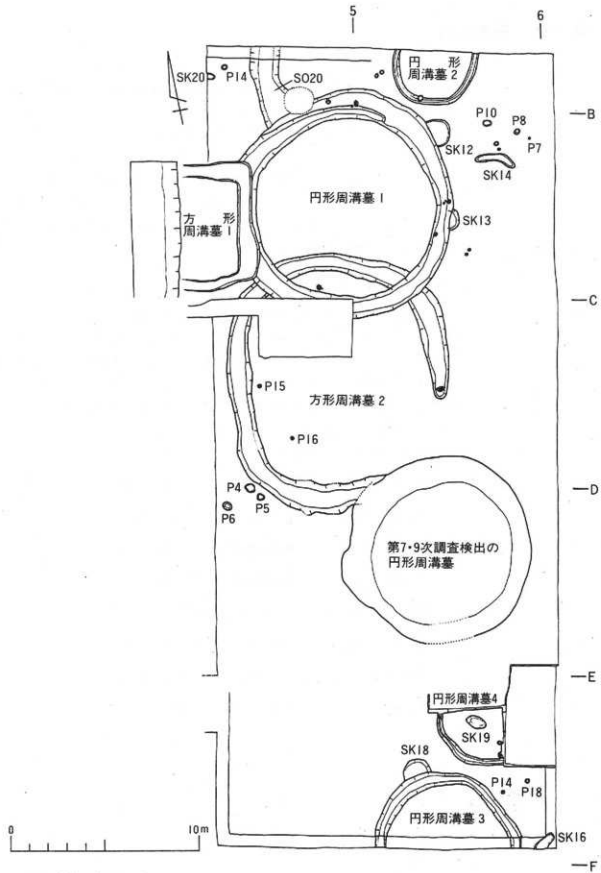 5
6
SK20
P14
SO20
円形
周溝墓2
B
P10
P8
P7
SK12
SK14
円形周溝墓1
SK13
方形
周溝墓1
C
P15
方形周溝墓2
P16
P4
P5
P6
D
第7・9次調査検出の
円形周溝墓
E
円形周溝墓4
SK19
SK18
P14
P18
円形周溝墓3
SK16
0
10m
F